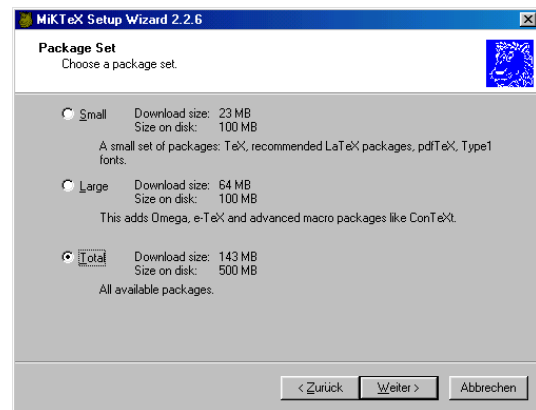 MiKTeX Setup Wizard 2.2.6
Package Set
Choose a package set.
Small Download size: 23 MB
Size on disk: 100 MB
A small set of packages: TeX, recommended LaTeX packages, pdfTeX, Type1
fonts.
Large Download size: 64 MB
Size on disk: 100 MB
This adds Omega, e-TeX and advanced macro packages like ConTeXt.
Total Download size: 143 MB
Size on disk: 500 MB
All available packages.
< Zurück Weiter > Abbrechen